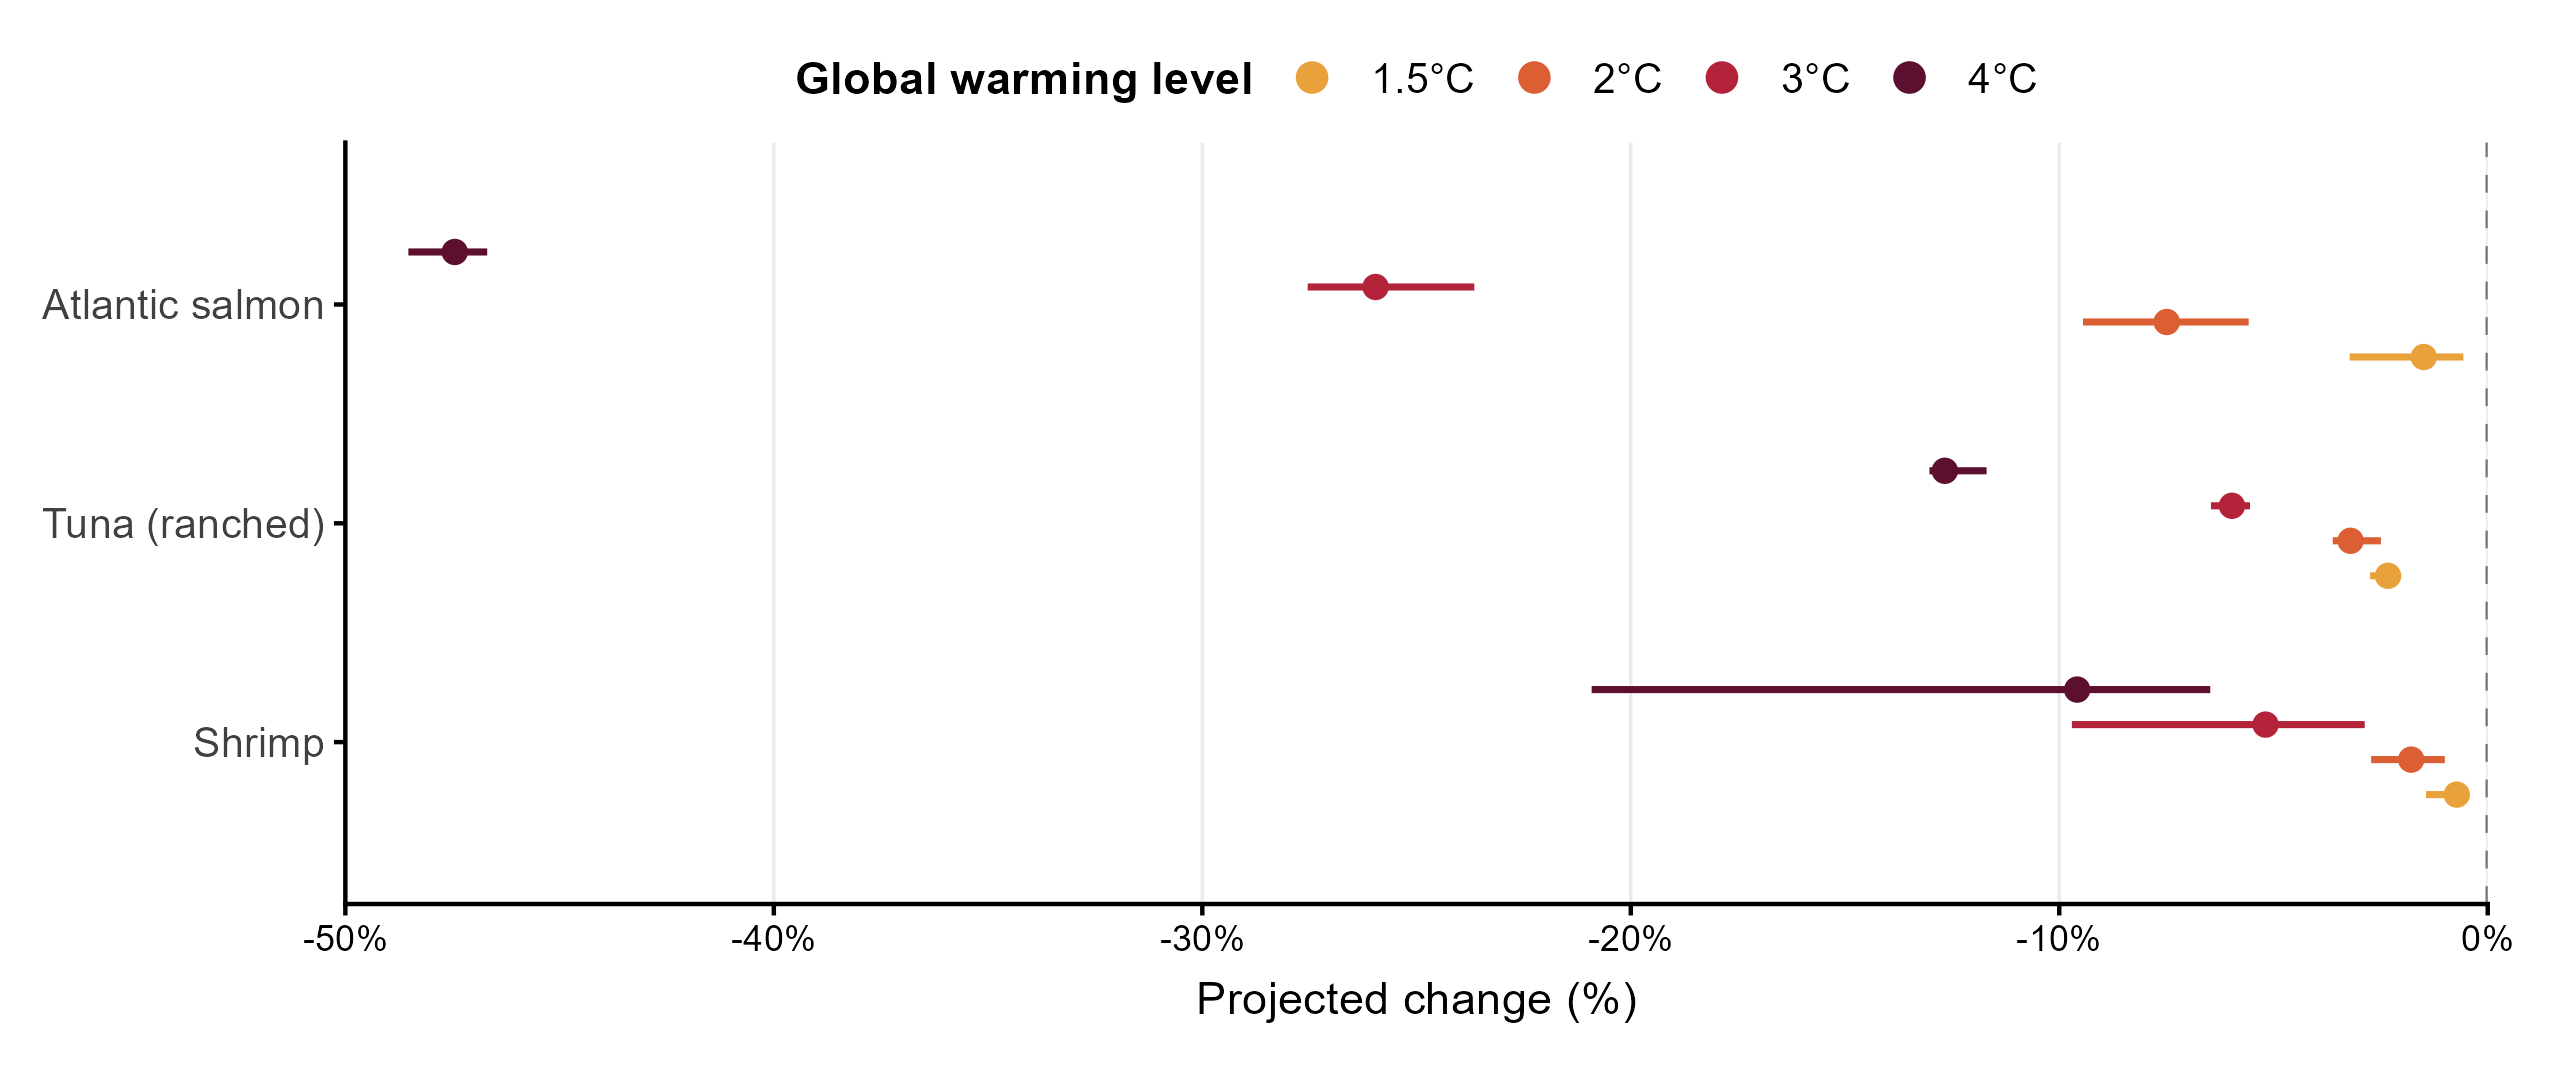 Global warming level 1.5°C 2°C 3°C 4°C
Atlantic salmon
Tuna (ranched)
Shrimp
-50% -40% -30% -20% -10% 0%
Projected change (%)